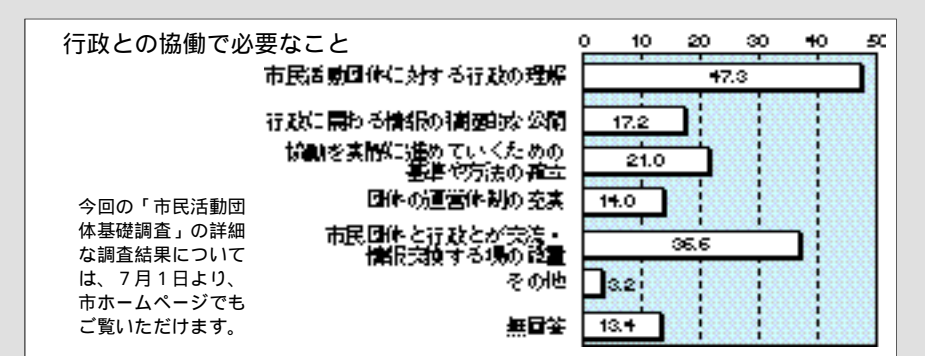 行政との協働で必要なこと
0 10 20 30 40 50
市民活動団体に対する行政の理解
47.3
行政に関わる情報の積極的な公開
17.2
協働を実際に進めていくための
基準や方法の確立
21.0
団体の運営体制の充実
14.0
市民団体と行政とが交流・
情報交換する場の設置
その他
3.2
無回答
13.4
今回の「市民活動団
体基礎調査」の詳細
な調査結果について
は、7月1日より、
市ホームページでも
ご覧いただけます。